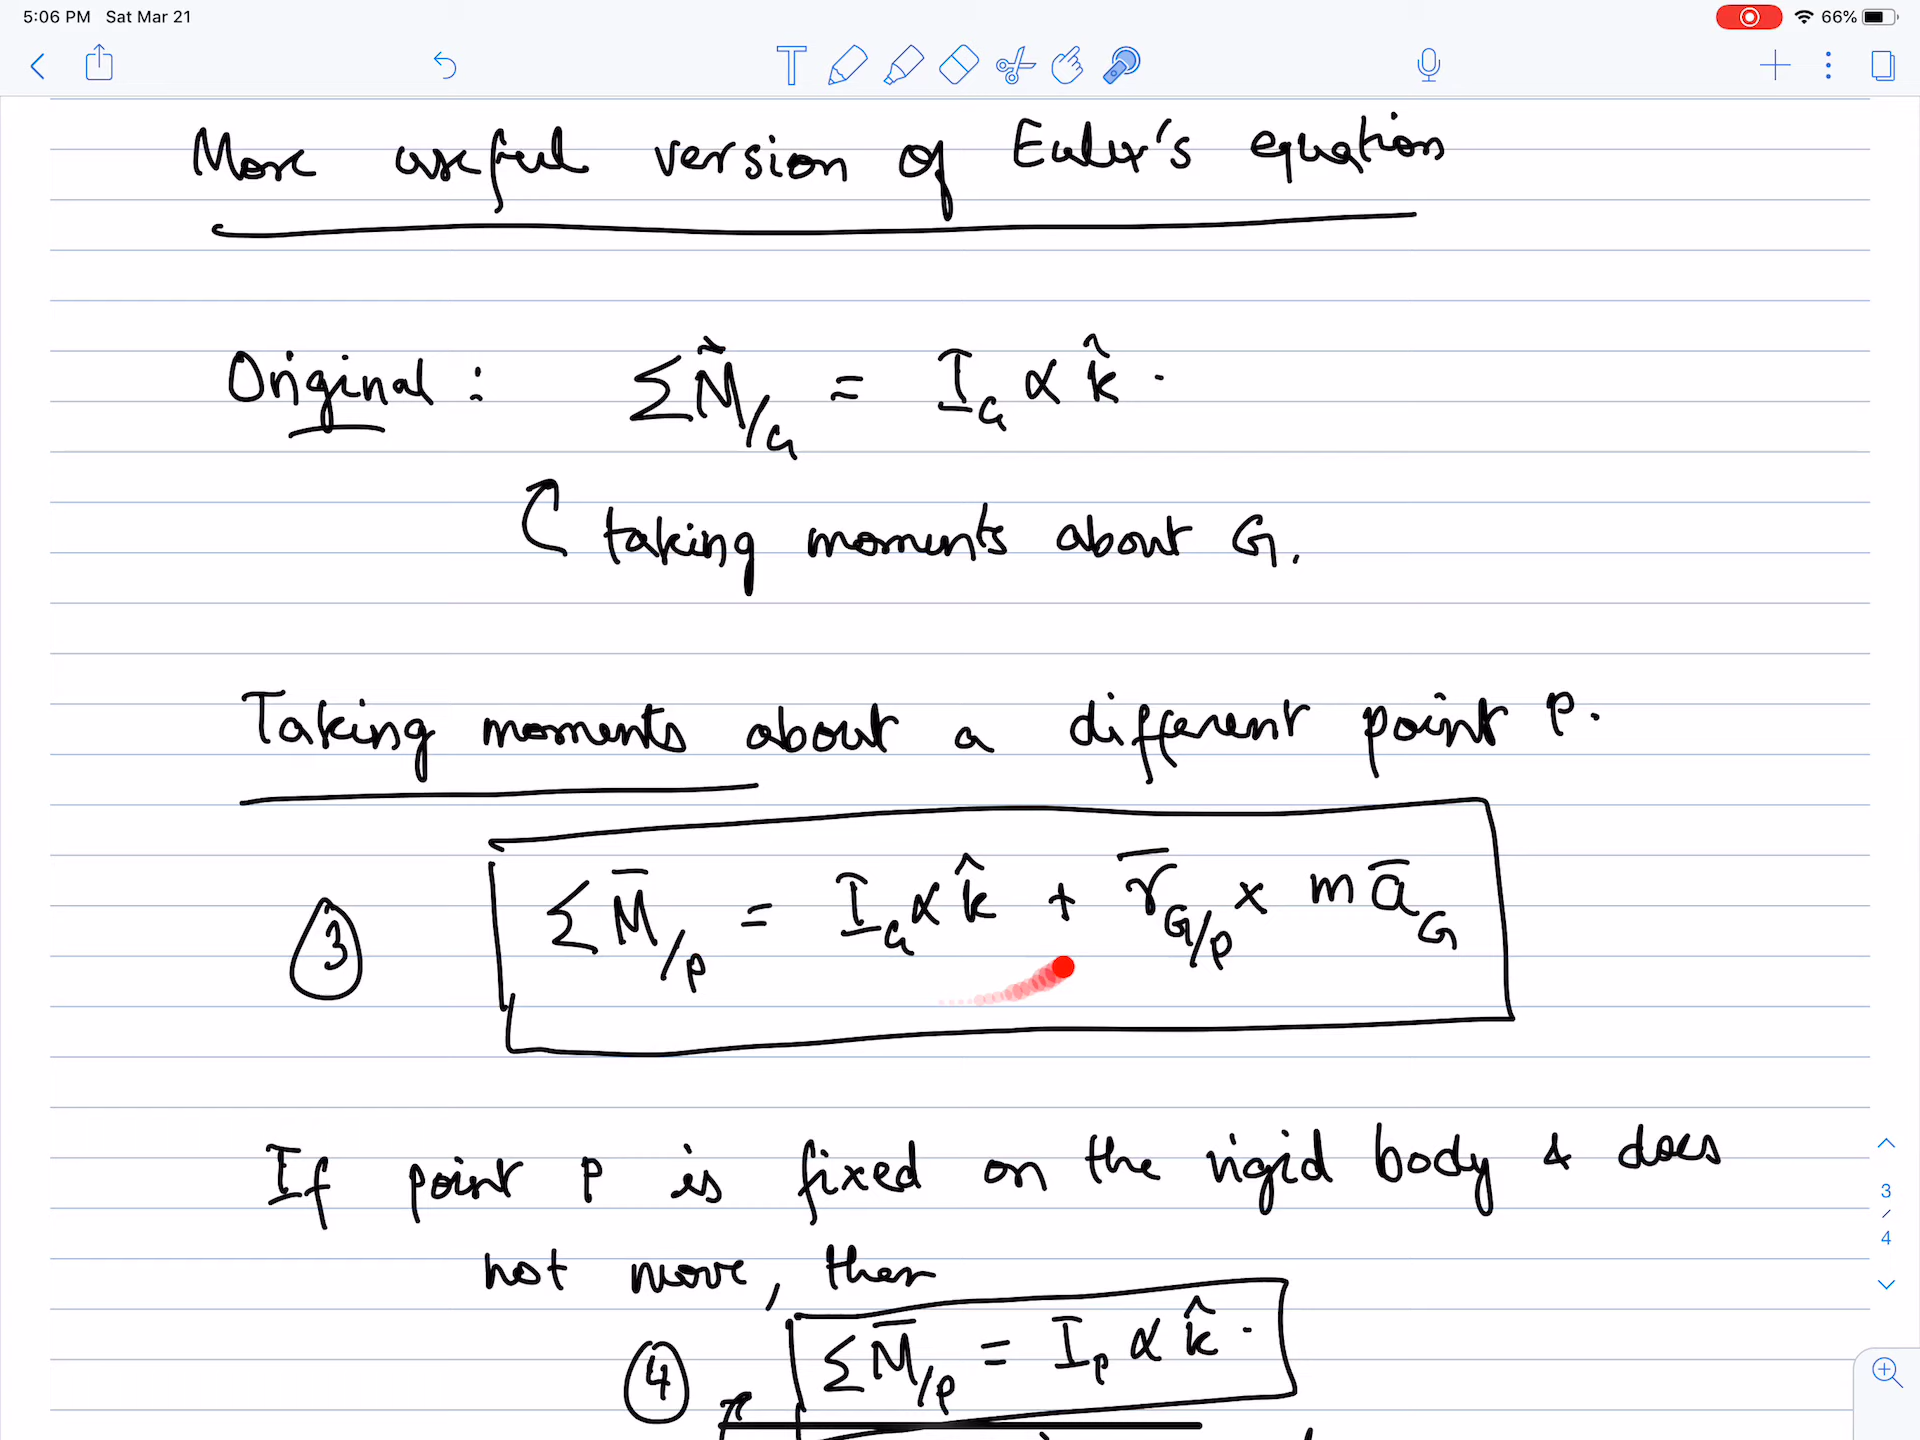 5:06 PM Sat Mar 21
66%
More useful version of Euler's equation
Original : ΣM⃗/G = I_G α k̂ .
taking moments about G.
Taking moments about a different point P.
③ ΣM̄/P = I_G α k̂ + r̄_G/P × m ā_G
If point P is fixed on the rigid body & does
not move, then
④ ΣM̄/P = I_P α k̂ .
3
/
4